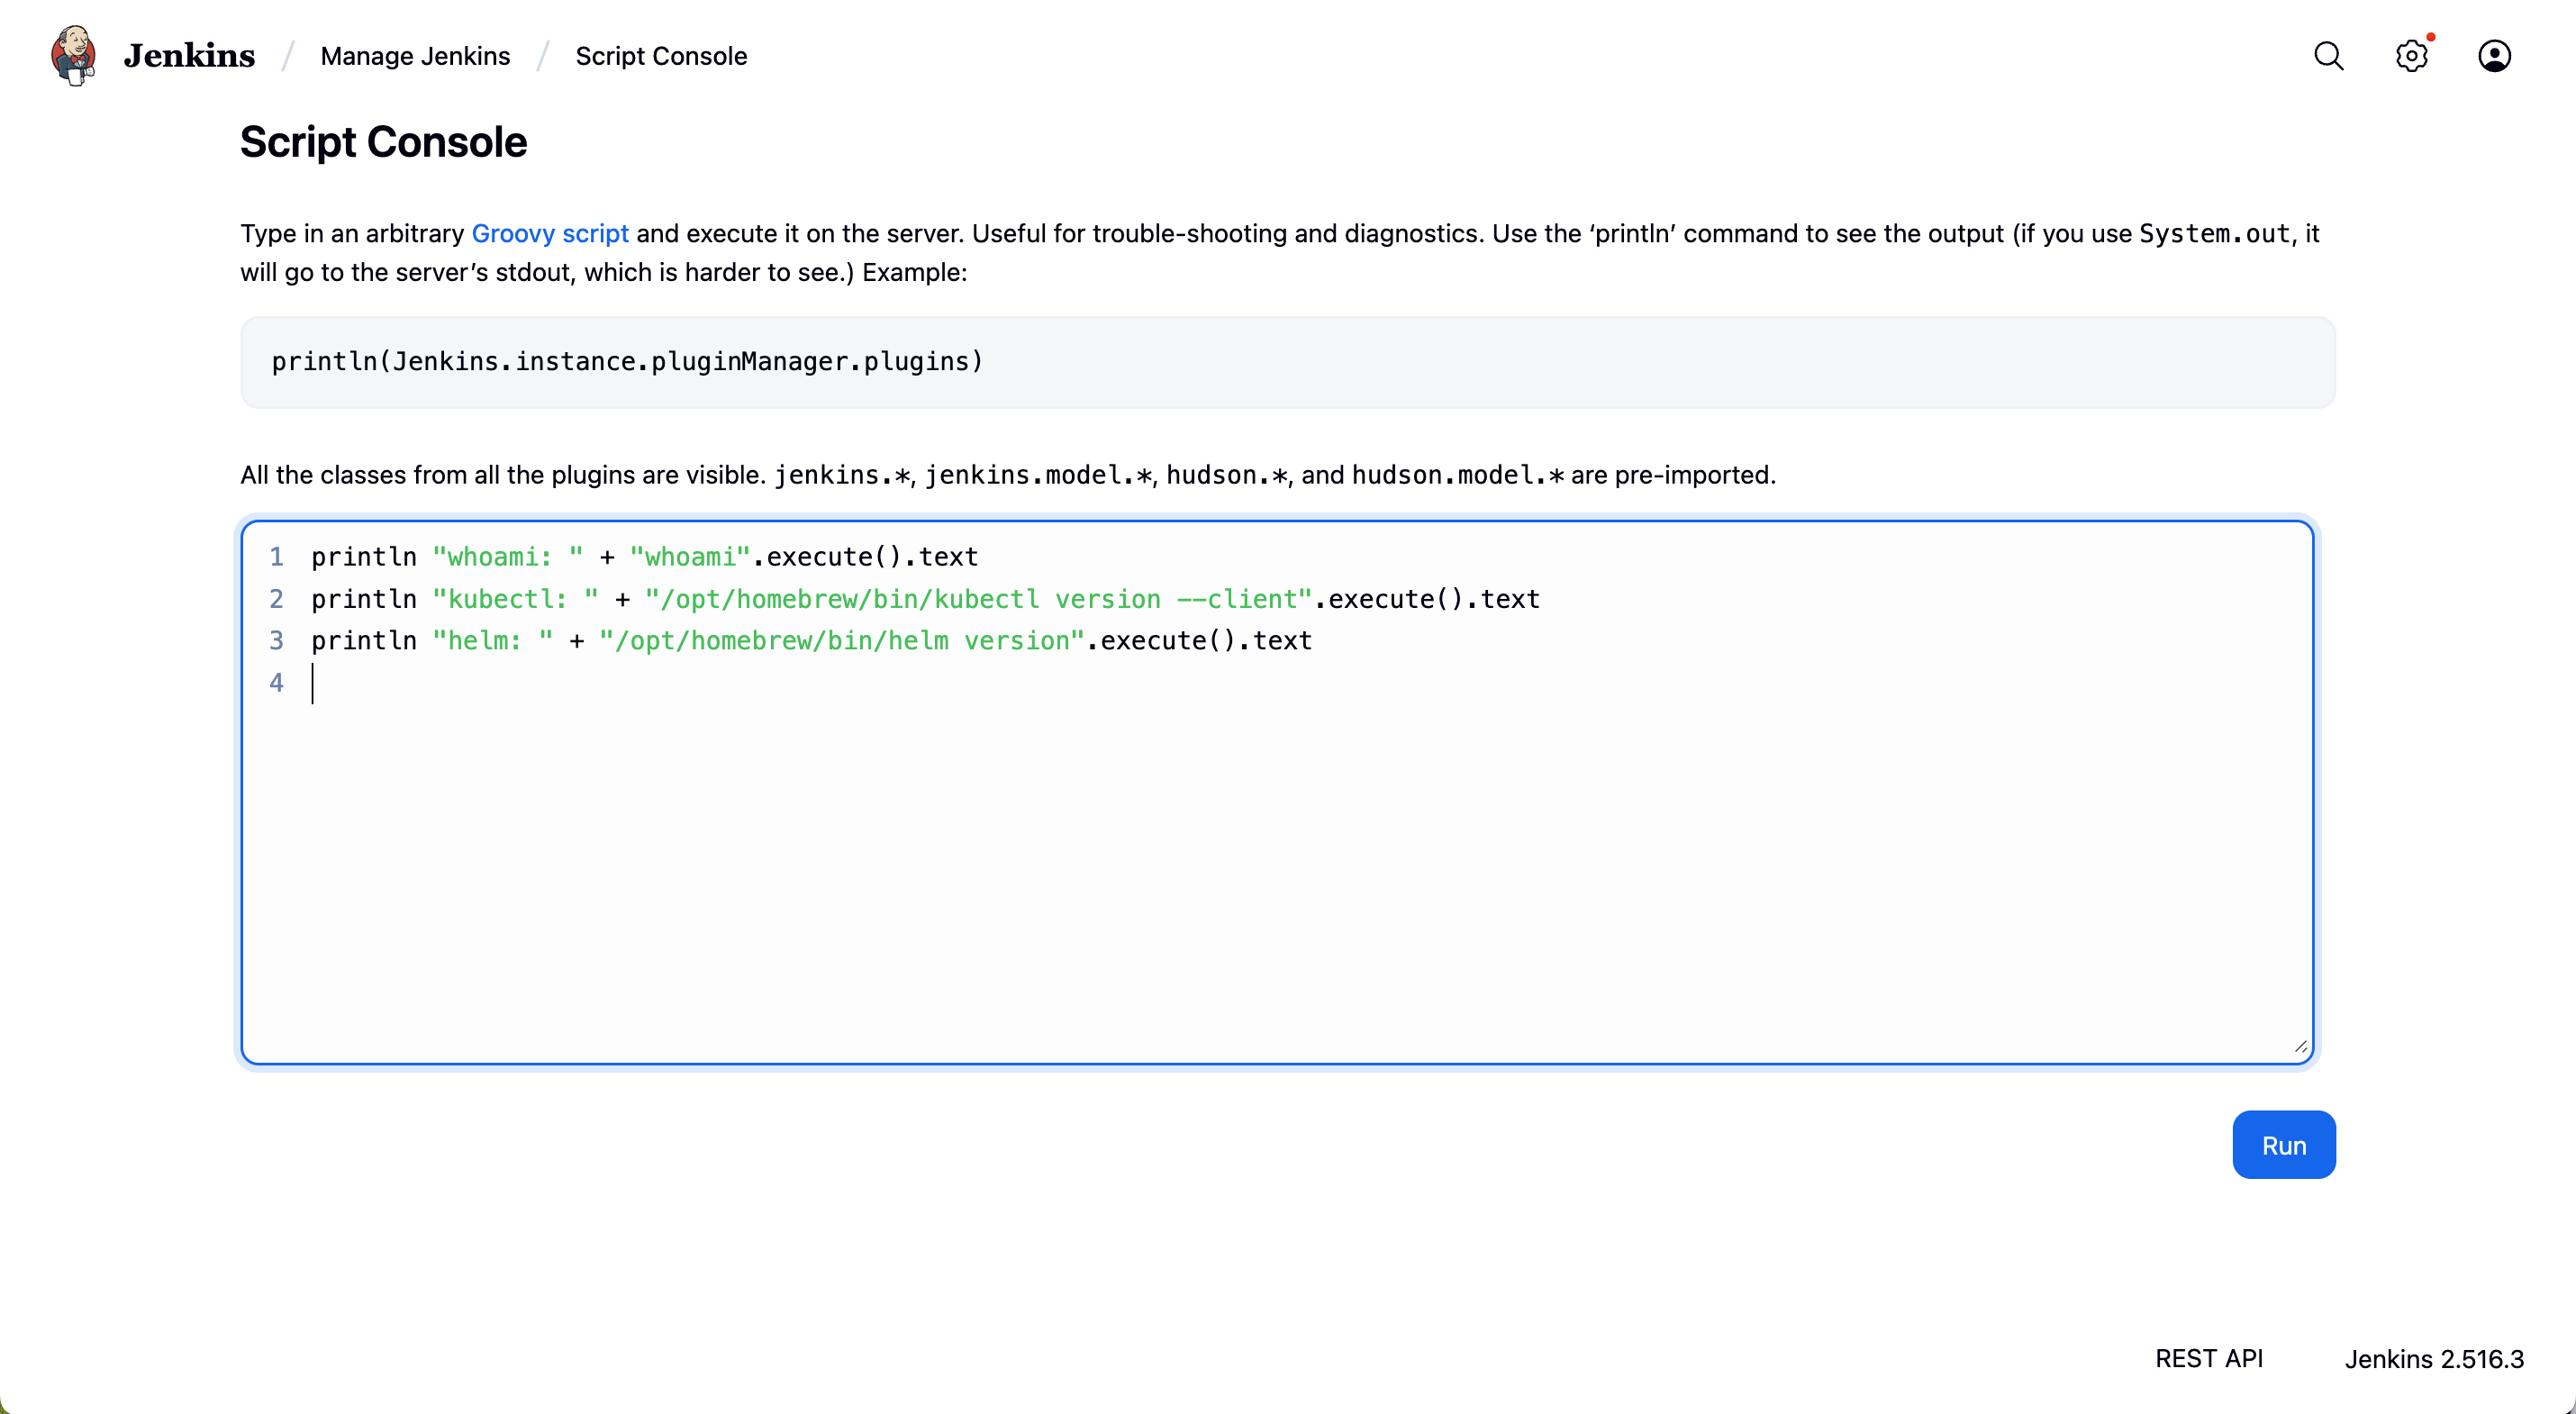 Jenkins / Manage Jenkins / Script Console
Script Console
Type in an arbitrary Groovy script and execute it on the server. Useful for trouble-shooting and diagnostics. Use the ‘println’ command to see the output (if you use System.out, it
will go to the server’s stdout, which is harder to see.) Example:
println(Jenkins.instance.pluginManager.plugins)
All the classes from all the plugins are visible. jenkins.*, jenkins.model.*, hudson.*, and hudson.model.* are pre-imported.
1 println "whoami: " + "whoami".execute().text
2 println "kubectl: " + "/opt/homebrew/bin/kubectl version --client".execute().text
3 println "helm: " + "/opt/homebrew/bin/helm version".execute().text
4
Run
REST API Jenkins 2.516.3